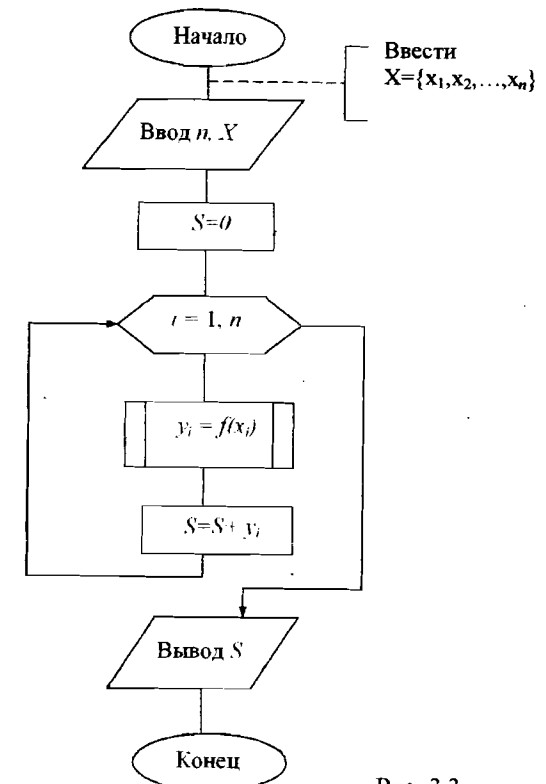 Начало
Ввести
X={x₁,x₂,…,xₙ}
Ввод n, X
S=0
i = 1, n
yᵢ = f(xᵢ)
S=S+ yᵢ
Вывод S
Конец